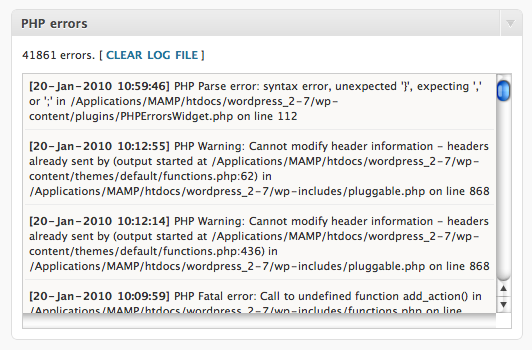 PHP errors
41861 errors. [ CLEAR LOG FILE ]
[20-Jan-2010 10:59:46] PHP Parse error: syntax error, unexpected '}', expecting ','
or ';' in /Applications/MAMP/htdocs/wordpress_2-7/wp-
content/plugins/PHPErrorsWidget.php on line 112
[20-Jan-2010 10:12:55] PHP Warning: Cannot modify header information - headers
already sent by (output started at /Applications/MAMP/htdocs/wordpress_2-7/wp-
content/themes/default/functions.php:62) in
/Applications/MAMP/htdocs/wordpress_2-7/wp-includes/pluggable.php on line 868
[20-Jan-2010 10:12:14] PHP Warning: Cannot modify header information - headers
already sent by (output started at /Applications/MAMP/htdocs/wordpress_2-7/wp-
content/themes/default/functions.php:436) in
/Applications/MAMP/htdocs/wordpress_2-7/wp-includes/pluggable.php on line 868
[20-Jan-2010 10:09:59] PHP Fatal error: Call to undefined function add_action() in
/Applications/MAMP/htdocs/wordpress_2-7/wp-includes/functions.php on line